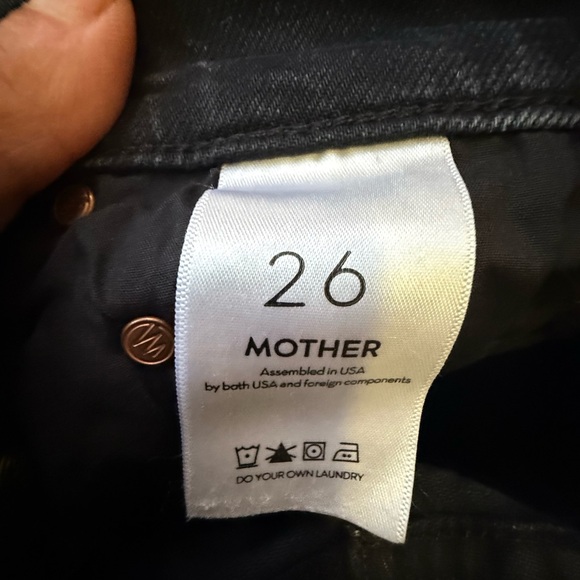 26
MOTHER
Assembled in USA
by both USA and foreign components
DO YOUR OWN LAUNDRY